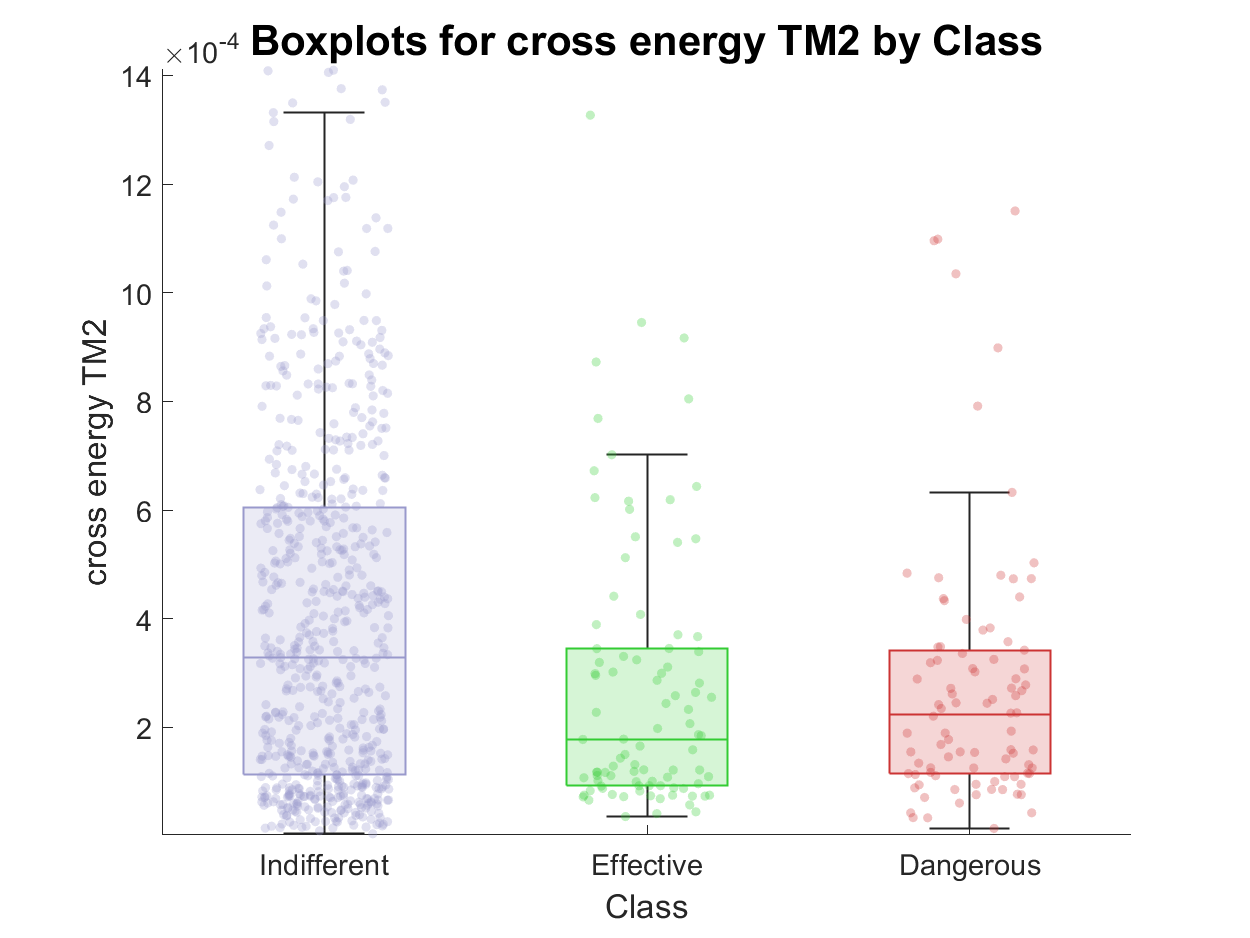 ×10-4 Boxplots for cross energy TM2 by Class
14
12
10
8
6
4
2
cross energy TM2
Indifferent Effective Dangerous
Class